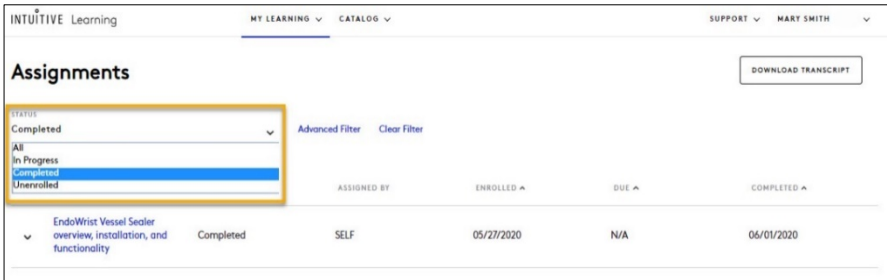 INTUITIVE Learning MY LEARNING CATALOG SUPPORT MARY SMITH
Assignments DOWNLOAD TRANSCRIPT
STATUS
Completed Advanced Filter Clear Filter
All
In Progress
Completed
Unenrolled
ASSIGNED BY ENROLLED DUE COMPLETED
EndoWrist Vessel Sealer
overview, installation, and Completed SELF 05/27/2020 N/A 06/01/2020
functionality